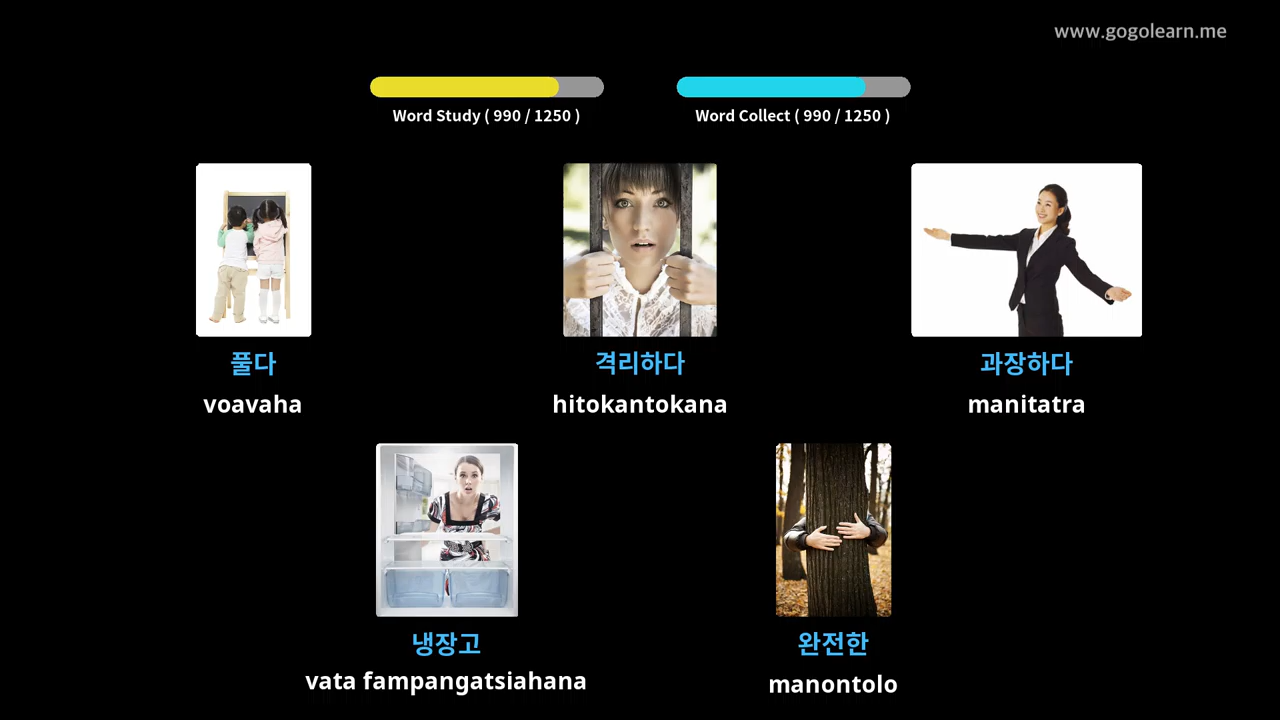 www.gogolearn.me
Word Study ( 990 / 1250 )
Word Collect ( 990 / 1250 )
풀다
voavaha
격리하다
hitokantokana
과장하다
manitatra
냉장고
vata fampangatsiahana
완전한
manontolo